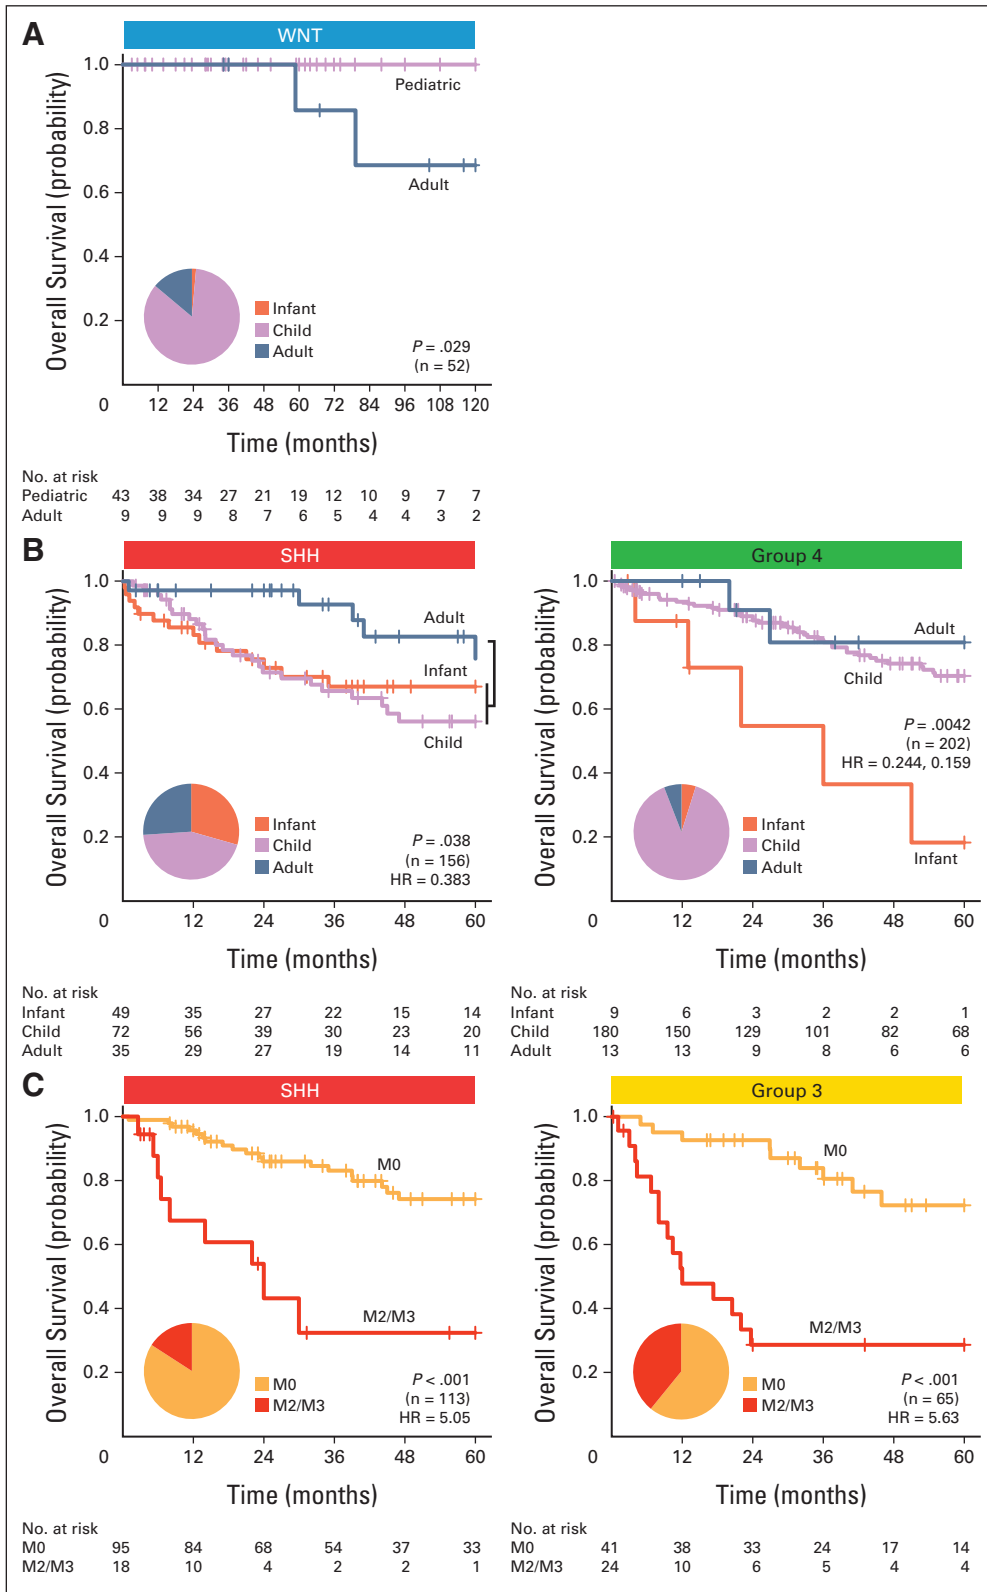 A
WNT
Overall Survival (probability)
1.0
0.8
0.6
0.4
0.2
0
Pediatric
Adult
Infant
Child
Adult
P = .029
(n = 52)
12 24 36 48 60 72 84 96 108 120
Time (months)
No. at risk
Pediatric 43 38 34 27 21 19 12 10 9 7 7
Adult 9 9 9 8 7 6 5 4 4 3 2
B
SHH
Overall Survival (probability)
1.0
0.8
0.6
0.4
0.2
0
Adult
Infant
Child
Infant
Child
Adult
P = .038
(n = 156)
HR = 0.383
12 24 36 48 60
Time (months)
No. at risk
Infant 49 35 27 22 15 14
Child 72 56 39 30 23 20
Adult 35 29 27 19 14 11
Group 4
Overall Survival (probability)
1.0
0.8
0.6
0.4
0.2
0
Adult
Child
P = .0042
(n = 202)
HR = 0.244, 0.159
Infant
Infant
Child
Adult
12 24 36 48 60
Time (months)
No. at risk
Infant 9 6 3 2 2 1
Child 180 150 129 101 82 68
Adult 13 13 9 8 6 6
C
SHH
Overall Survival (probability)
1.0
0.8
0.6
0.4
0.2
0
M0
M2/M3
M0
M2/M3
P < .001
(n = 113)
HR = 5.05
12 24 36 48 60
Time (months)
No. at risk
M0 95 84 68 54 37 33
M2/M3 18 10 4 2 2 1
Group 3
Overall Survival (probability)
1.0
0.8
0.6
0.4
0.2
0
M0
M2/M3
M0
M2/M3
P < .001
(n = 65)
HR = 5.63
12 24 36 48 60
Time (months)
No. at risk
M0 41 38 33 24 17 14
M2/M3 24 10 6 5 4 4